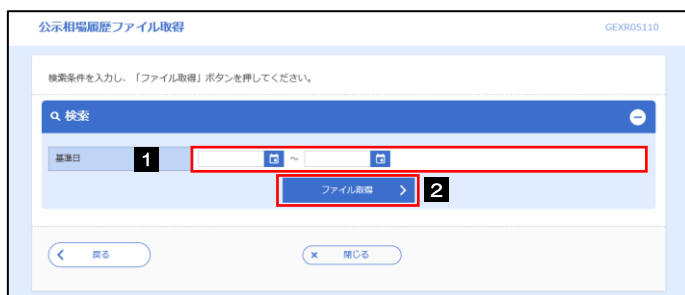 公示相場履歴ファイル取得 GEXR05110
検索条件を入力し、「ファイル取得」ボタンを押してください。
検索
基準日 1 ~
ファイル取得 2
戻る × 閉じる